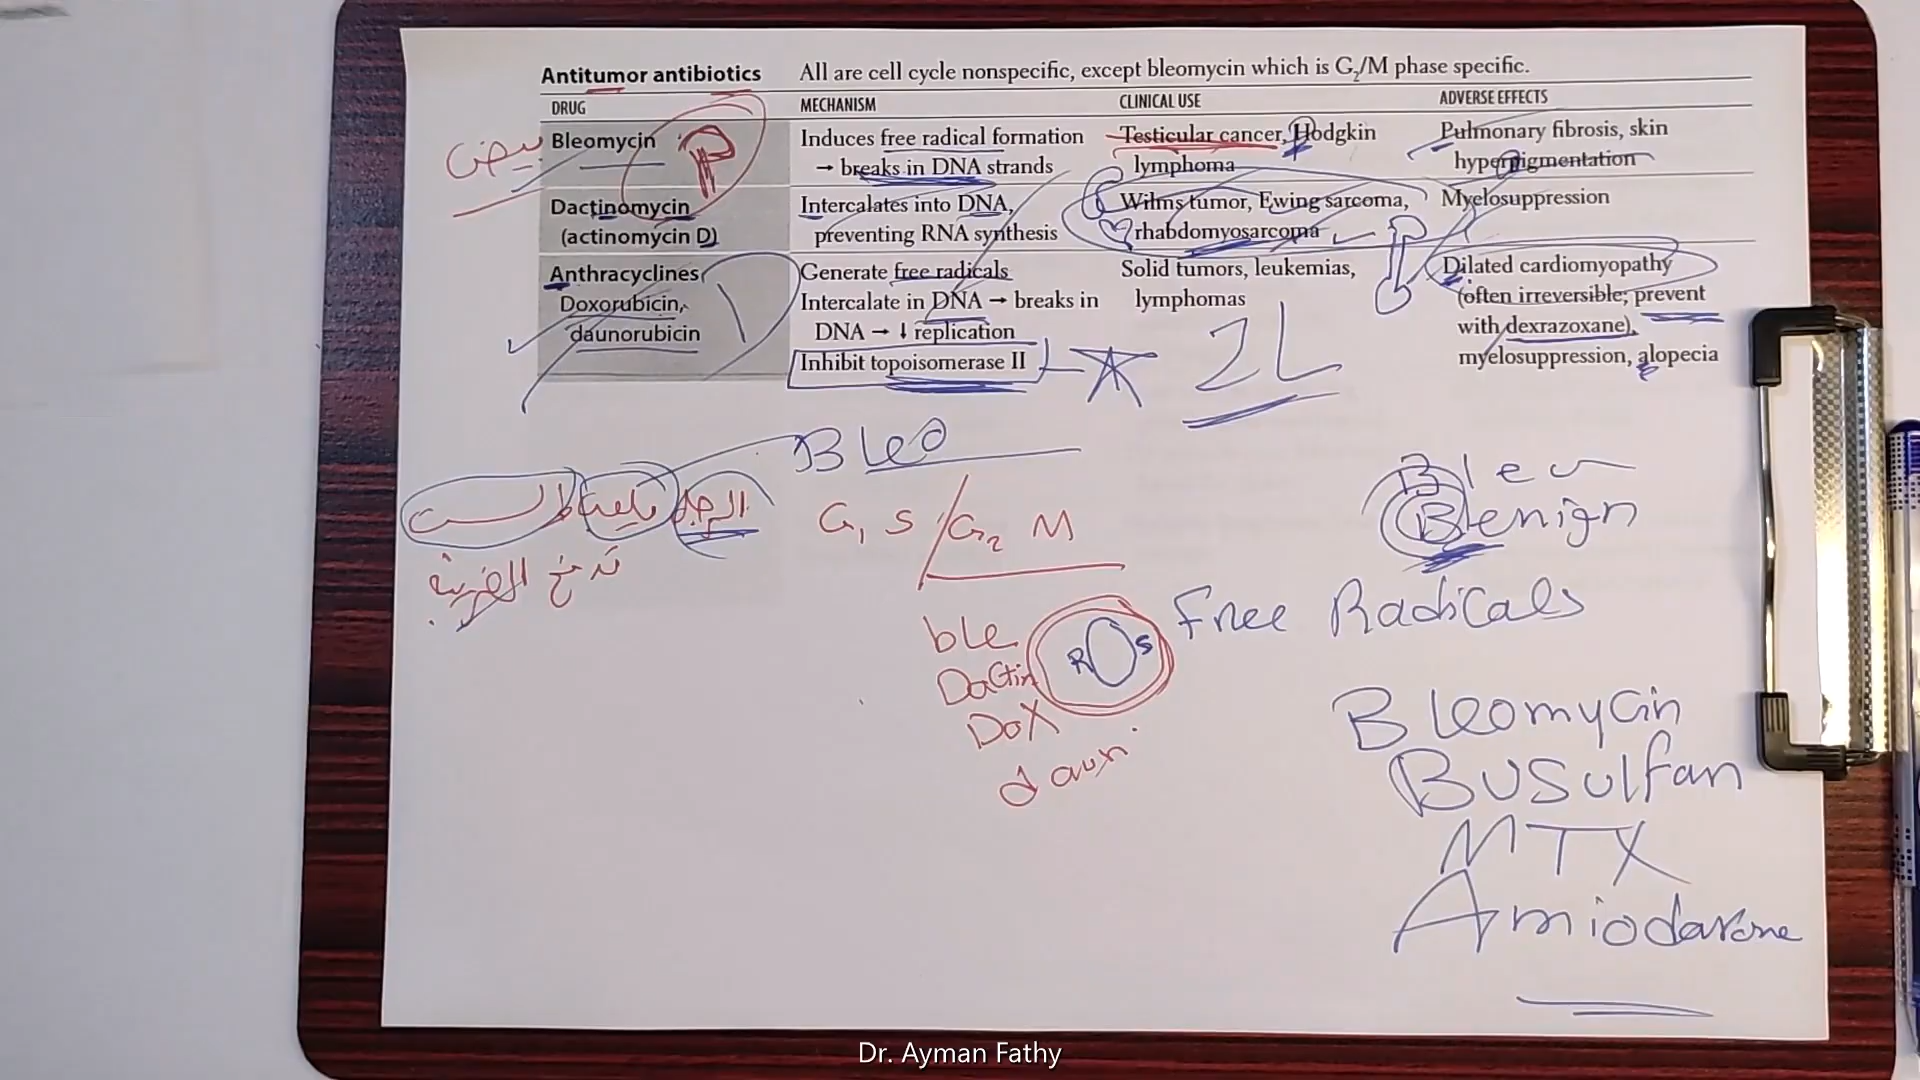 Antitumor antibiotics All are cell cycle nonspecific, except bleomycin which is G₂/M phase specific.
DRUG MECHANISM CLINICAL USE ADVERSE EFFECTS
Bleomycin Induces free radical formation Testicular cancer, Hodgkin Pulmonary fibrosis, skin
→ breaks in DNA strands lymphoma hyperpigmentation
Dactinomycin Intercalates into DNA, Wilms tumor, Ewing sarcoma, Myelosuppression
(actinomycin D) preventing RNA synthesis rhabdomyosarcoma
Anthracyclines Generate free radicals Solid tumors, leukemias, Dilated cardiomyopathy
Doxorubicin, Intercalate in DNA → breaks in lymphomas (often irreversible; prevent
daunorubicin DNA → ↓ replication with dexrazoxane),
Inhibit topoisomerase II myelosuppression, alopecia
2L
بيضة
Bleo
Bleo
Benign
G₁ S / G₂ M
Free Radicals
ROS
ble
Dactin
DoX
daun
Bleomycin
Busulfan
MTX
Amiodarone
Dr. Ayman Fathy